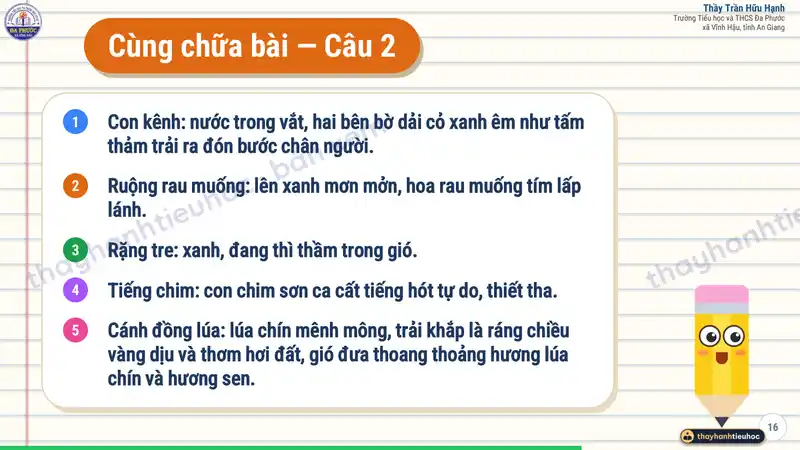 Thầy Trần Hữu Hạnh
Trường Tiểu học và THCS Đa Phước
xã Vĩnh Hậu, tỉnh An Giang
ĐA PHƯỚC
Cùng chữa bài – Câu 2
1 Con kênh: nước trong vắt, hai bên bờ dải cỏ xanh êm như tấm
thảm trải ra đón bước chân người.
2 Ruộng rau muống: lên xanh mơn mởn, hoa rau muống tím lấp
lánh.
3 Rặng tre: xanh, đang thì thầm trong gió.
4 Tiếng chim: con chim sơn ca cất tiếng hót tự do, thiết tha.
5 Cánh đồng lúa: lúa chín mênh mông, trải khắp là ráng chiều
vàng dịu và thơm hơi đất, gió đưa thoang thoảng hương lúa
chín và hương sen.
thayhanhtieuhoc
16